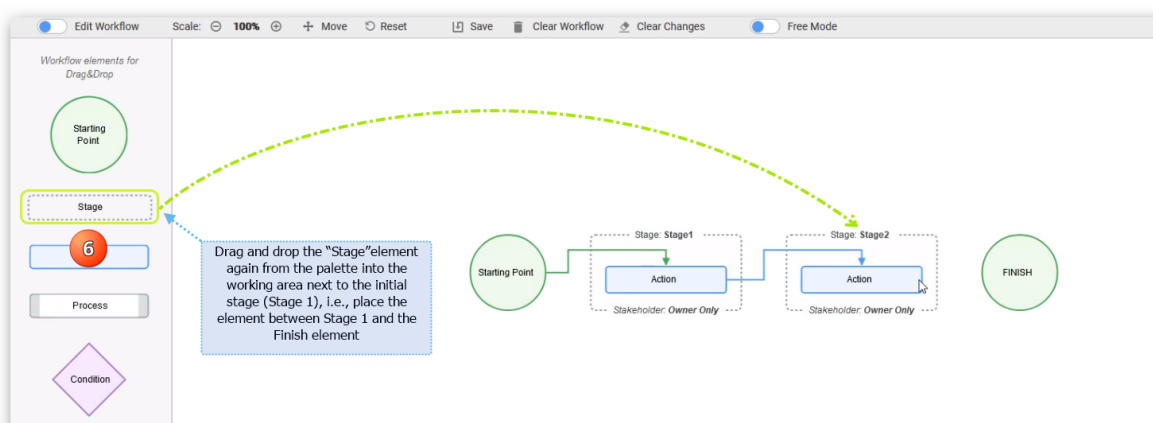 Edit Workflow Scale: 100% Move Reset Save Clear Workflow Clear Changes Free Mode
Workflow elements for
Drag&Drop
Starting
Point
Stage
6
Process
Condition
Drag and drop the “Stage”element
again from the palette into the
working area next to the initial
stage (Stage 1), i.e., place the
element between Stage 1 and the
Finish element
Starting Point
Stage: Stage1
Action
Stakeholder: Owner Only
Stage: Stage2
Action
Stakeholder: Owner Only
FINISH